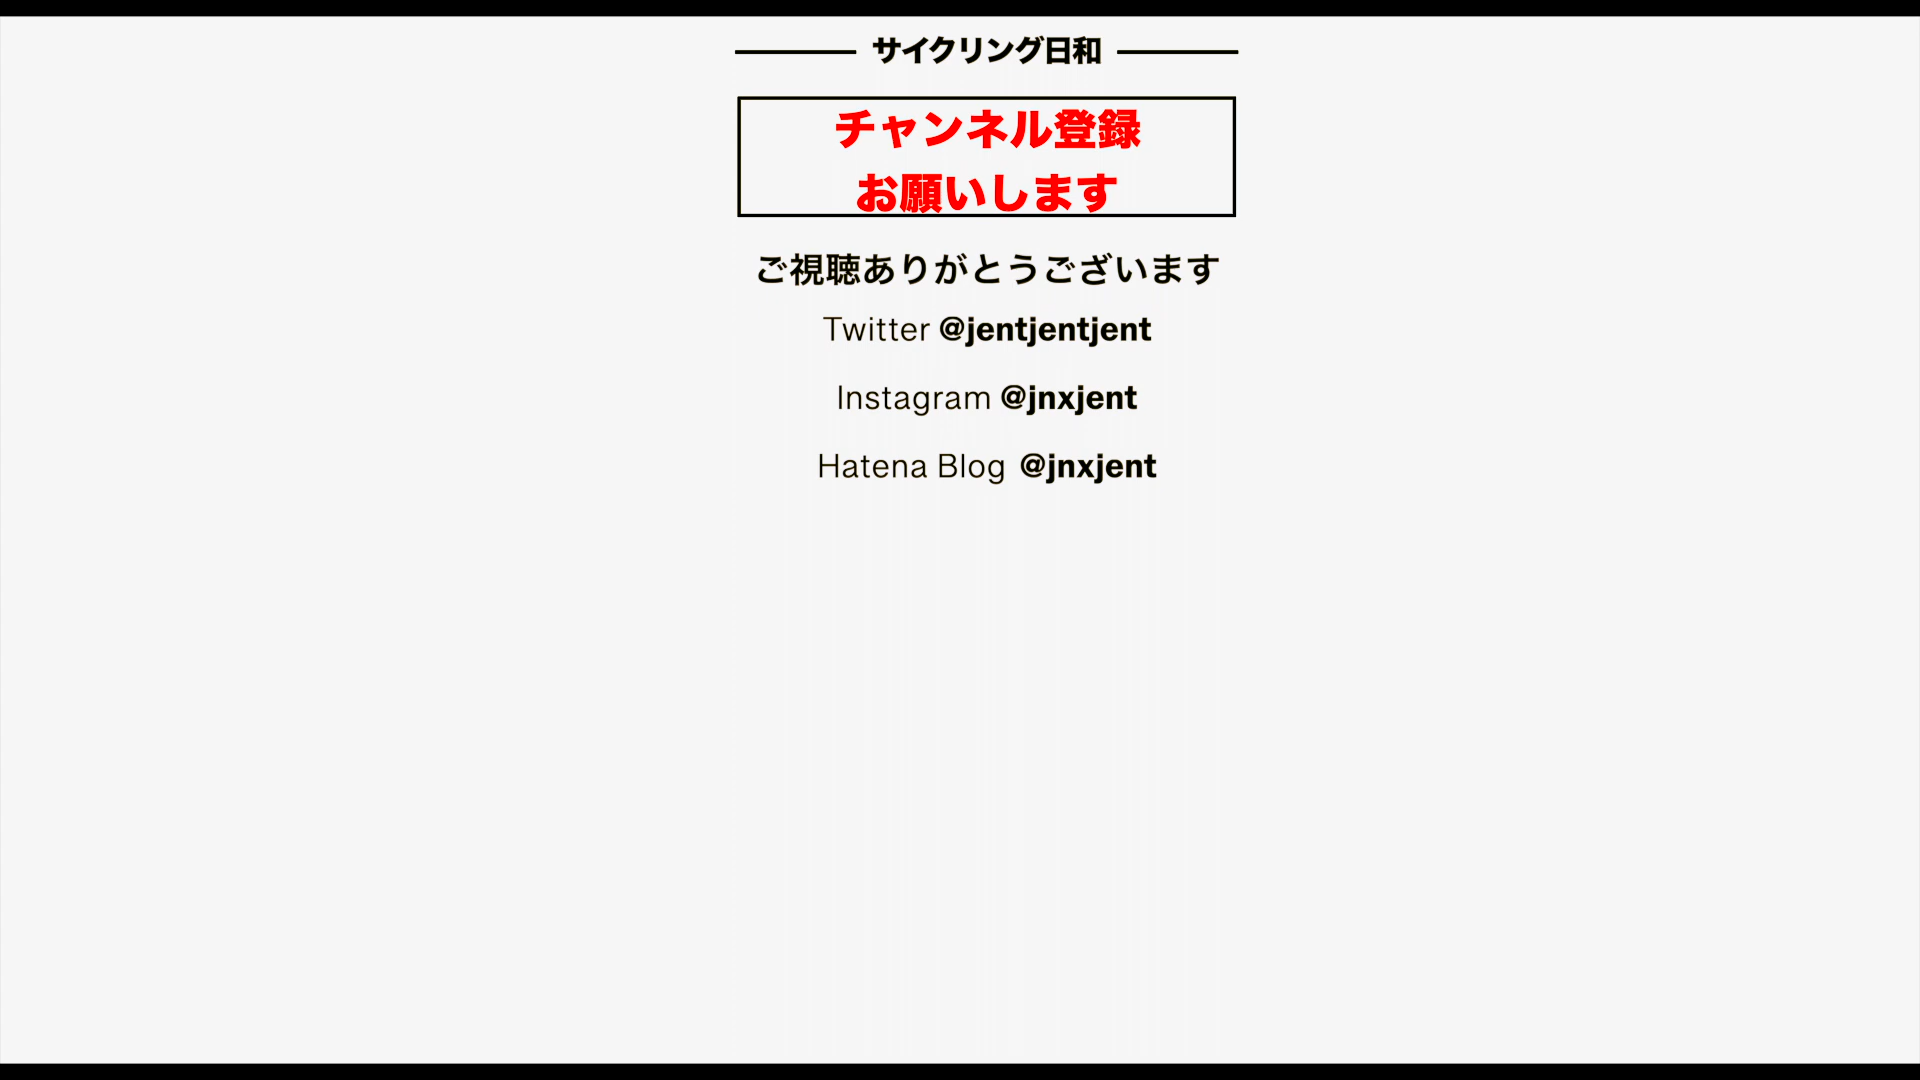 サイクリング日和
チャンネル登録
お願いします
ご視聴ありがとうございます
Twitter @jentjentjent
Instagram @jnxjent
Hatena Blog @jnxjent